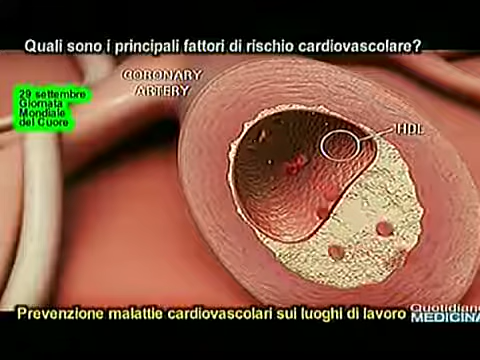 Quali sono i principali fattori di rischio cardiovascolare?
CORONARY
ARTERY
29 settembre
Giornata
Mondiale
del Cuore
HDL
Prevenzione malattie cardiovascolari sui luoghi di lavoro
Quotidiano
MEDICINA